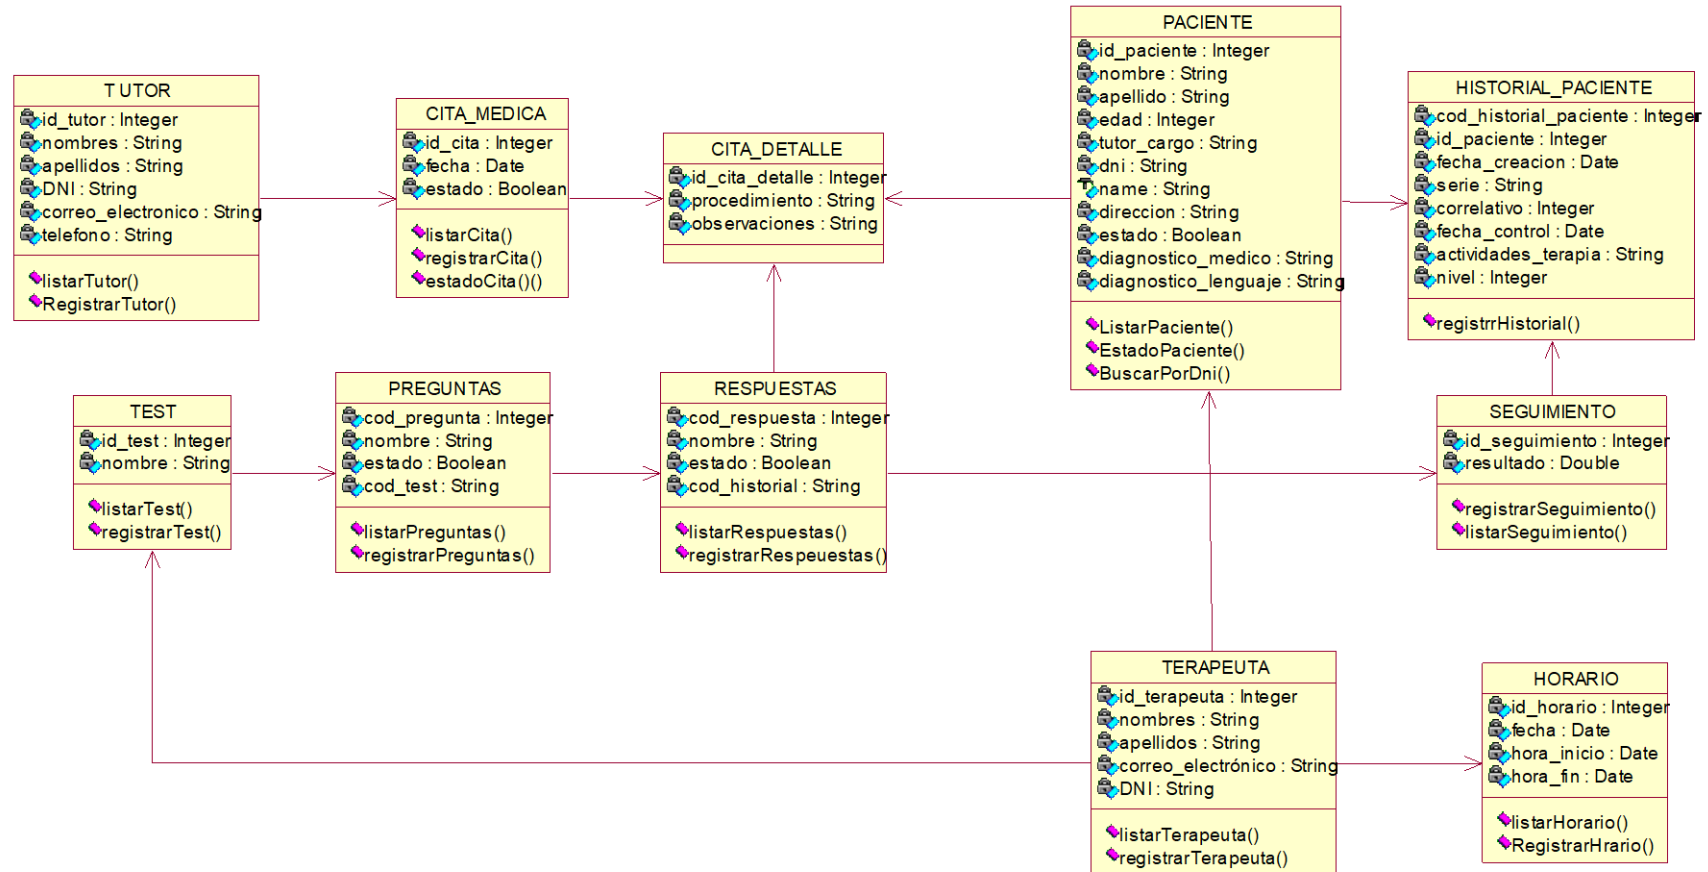 TUTOR
id_tutor : Integer
nombres : String
apellidos : String
DNI : String
correo_electronico : String
telefono : String
listarTutor()
RegistrarTutor()
CITA_MEDICA
id_cita : Integer
fecha : Date
estado : Boolean
listarCita()
registrarCita()
estadoCita()()
CITA_DETALLE
id_cita_detalle : Integer
procedimiento : String
observaciones : String
PACIENTE
id_paciente : Integer
nombre : String
apellido : String
edad : Integer
tutor_cargo : String
dni : String
name : String
direccion : String
estado : Boolean
diagnostico_medico : String
diagnostico_lenguaje : String
ListarPaciente()
EstadoPaciente()
BuscarPorDni()
HISTORIAL_PACIENTE
cod_historial_paciente : Integer
id_paciente : Integer
fecha_creacion : Date
serie : String
correlativo : Integer
fecha_control : Date
actividades_terapia : String
nivel : Integer
registrrHistorial()
TEST
id_test : Integer
nombre : String
listarTest()
registrarTest()
PREGUNTAS
cod_pregunta : Integer
nombre : String
estado : Boolean
cod_test : String
listarPreguntas()
registrarPreguntas()
RESPUESTAS
cod_respuesta : Integer
nombre : String
estado : Boolean
cod_historial : String
listarRespuestas()
registrarRespeuestas()
SEGUIMIENTO
id_seguimiento : Integer
resultado : Double
registrarSeguimiento()
listarSeguimiento()
TERAPEUTA
id_terapeuta : Integer
nombres : String
apellidos : String
correo_electrónico : String
DNI : String
listarTerapeuta()
registrarTerapeuta()
HORARIO
id_horario : Integer
fecha : Date
hora_inicio : Date
hora_fin : Date
listarHorario()
RegistrarHrario()